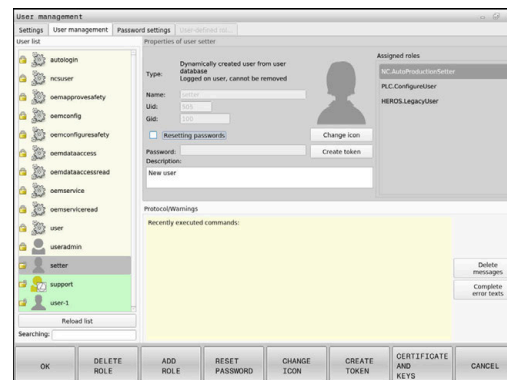 User management
Settings
User management
Password settings
User list
Properties of user setter
autologin
ncsuser
oemapprovesafety
oemconfig
oemconfiguresafety
oemdataaccess
oemdataaccessread
oemservice
oemserviceread
user
useradmin
setter
support
user-1
Reload list
Searching:
Type:
Dynamically created user from user
database
Logged on user, cannot be removed
Name:
setter
Uid:
Gid:
Resetting passwords
Change icon
Password:
Create token
Description:
New user
Assigned roles
NC.AutoProductionSetter
PLC.ConfigureUser
HEROS.LegacyUser
Protocol/Warnings
Recently executed commands:
Delete
messages
Complete
error texts
OK
DELETE
ROLE
ADD
ROLE
RESET
PASSWORD
CHANGE
ICON
CREATE
TOKEN
CERTIFICATE
AND
KEYS
CANCEL